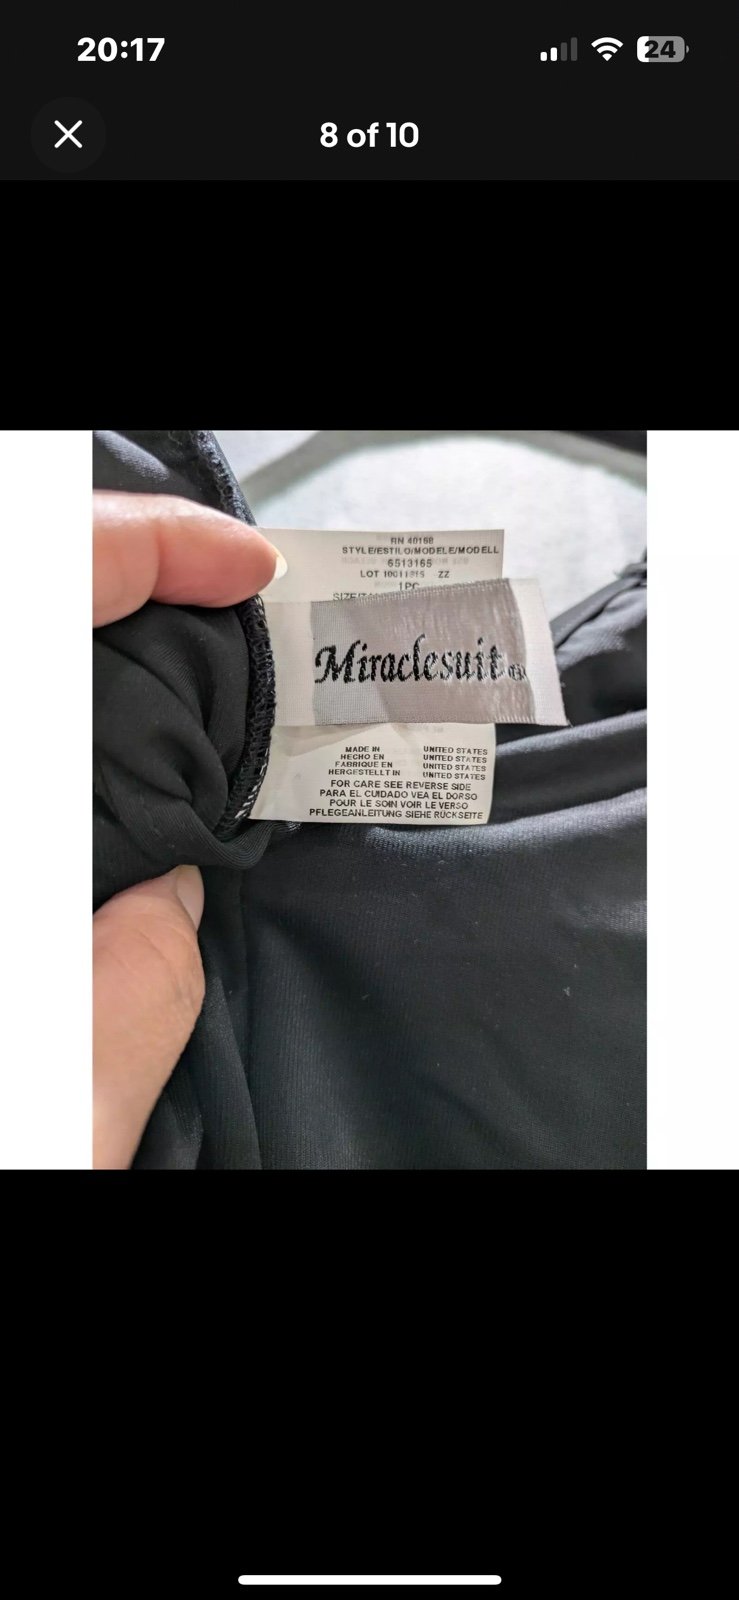 20:17
24
8 of 10
RN 40168
STYLE/ESTILO/MODELE/MODELL
6513165
LOT 10011315 ZZ
1PC
Miraclesuit
MADE IN UNITED STATES
HECHO EN UNITED STATES
FABRIQUE EN UNITED STATES
HERGESTELLT IN UNITED STATES
FOR CARE SEE REVERSE SIDE
PARA EL CUIDADO VEA EL DORSO
POUR LE SOIN VOIR LE VERSO
PFLEGEANLEITUNG SIEHE RÜCKSEITE